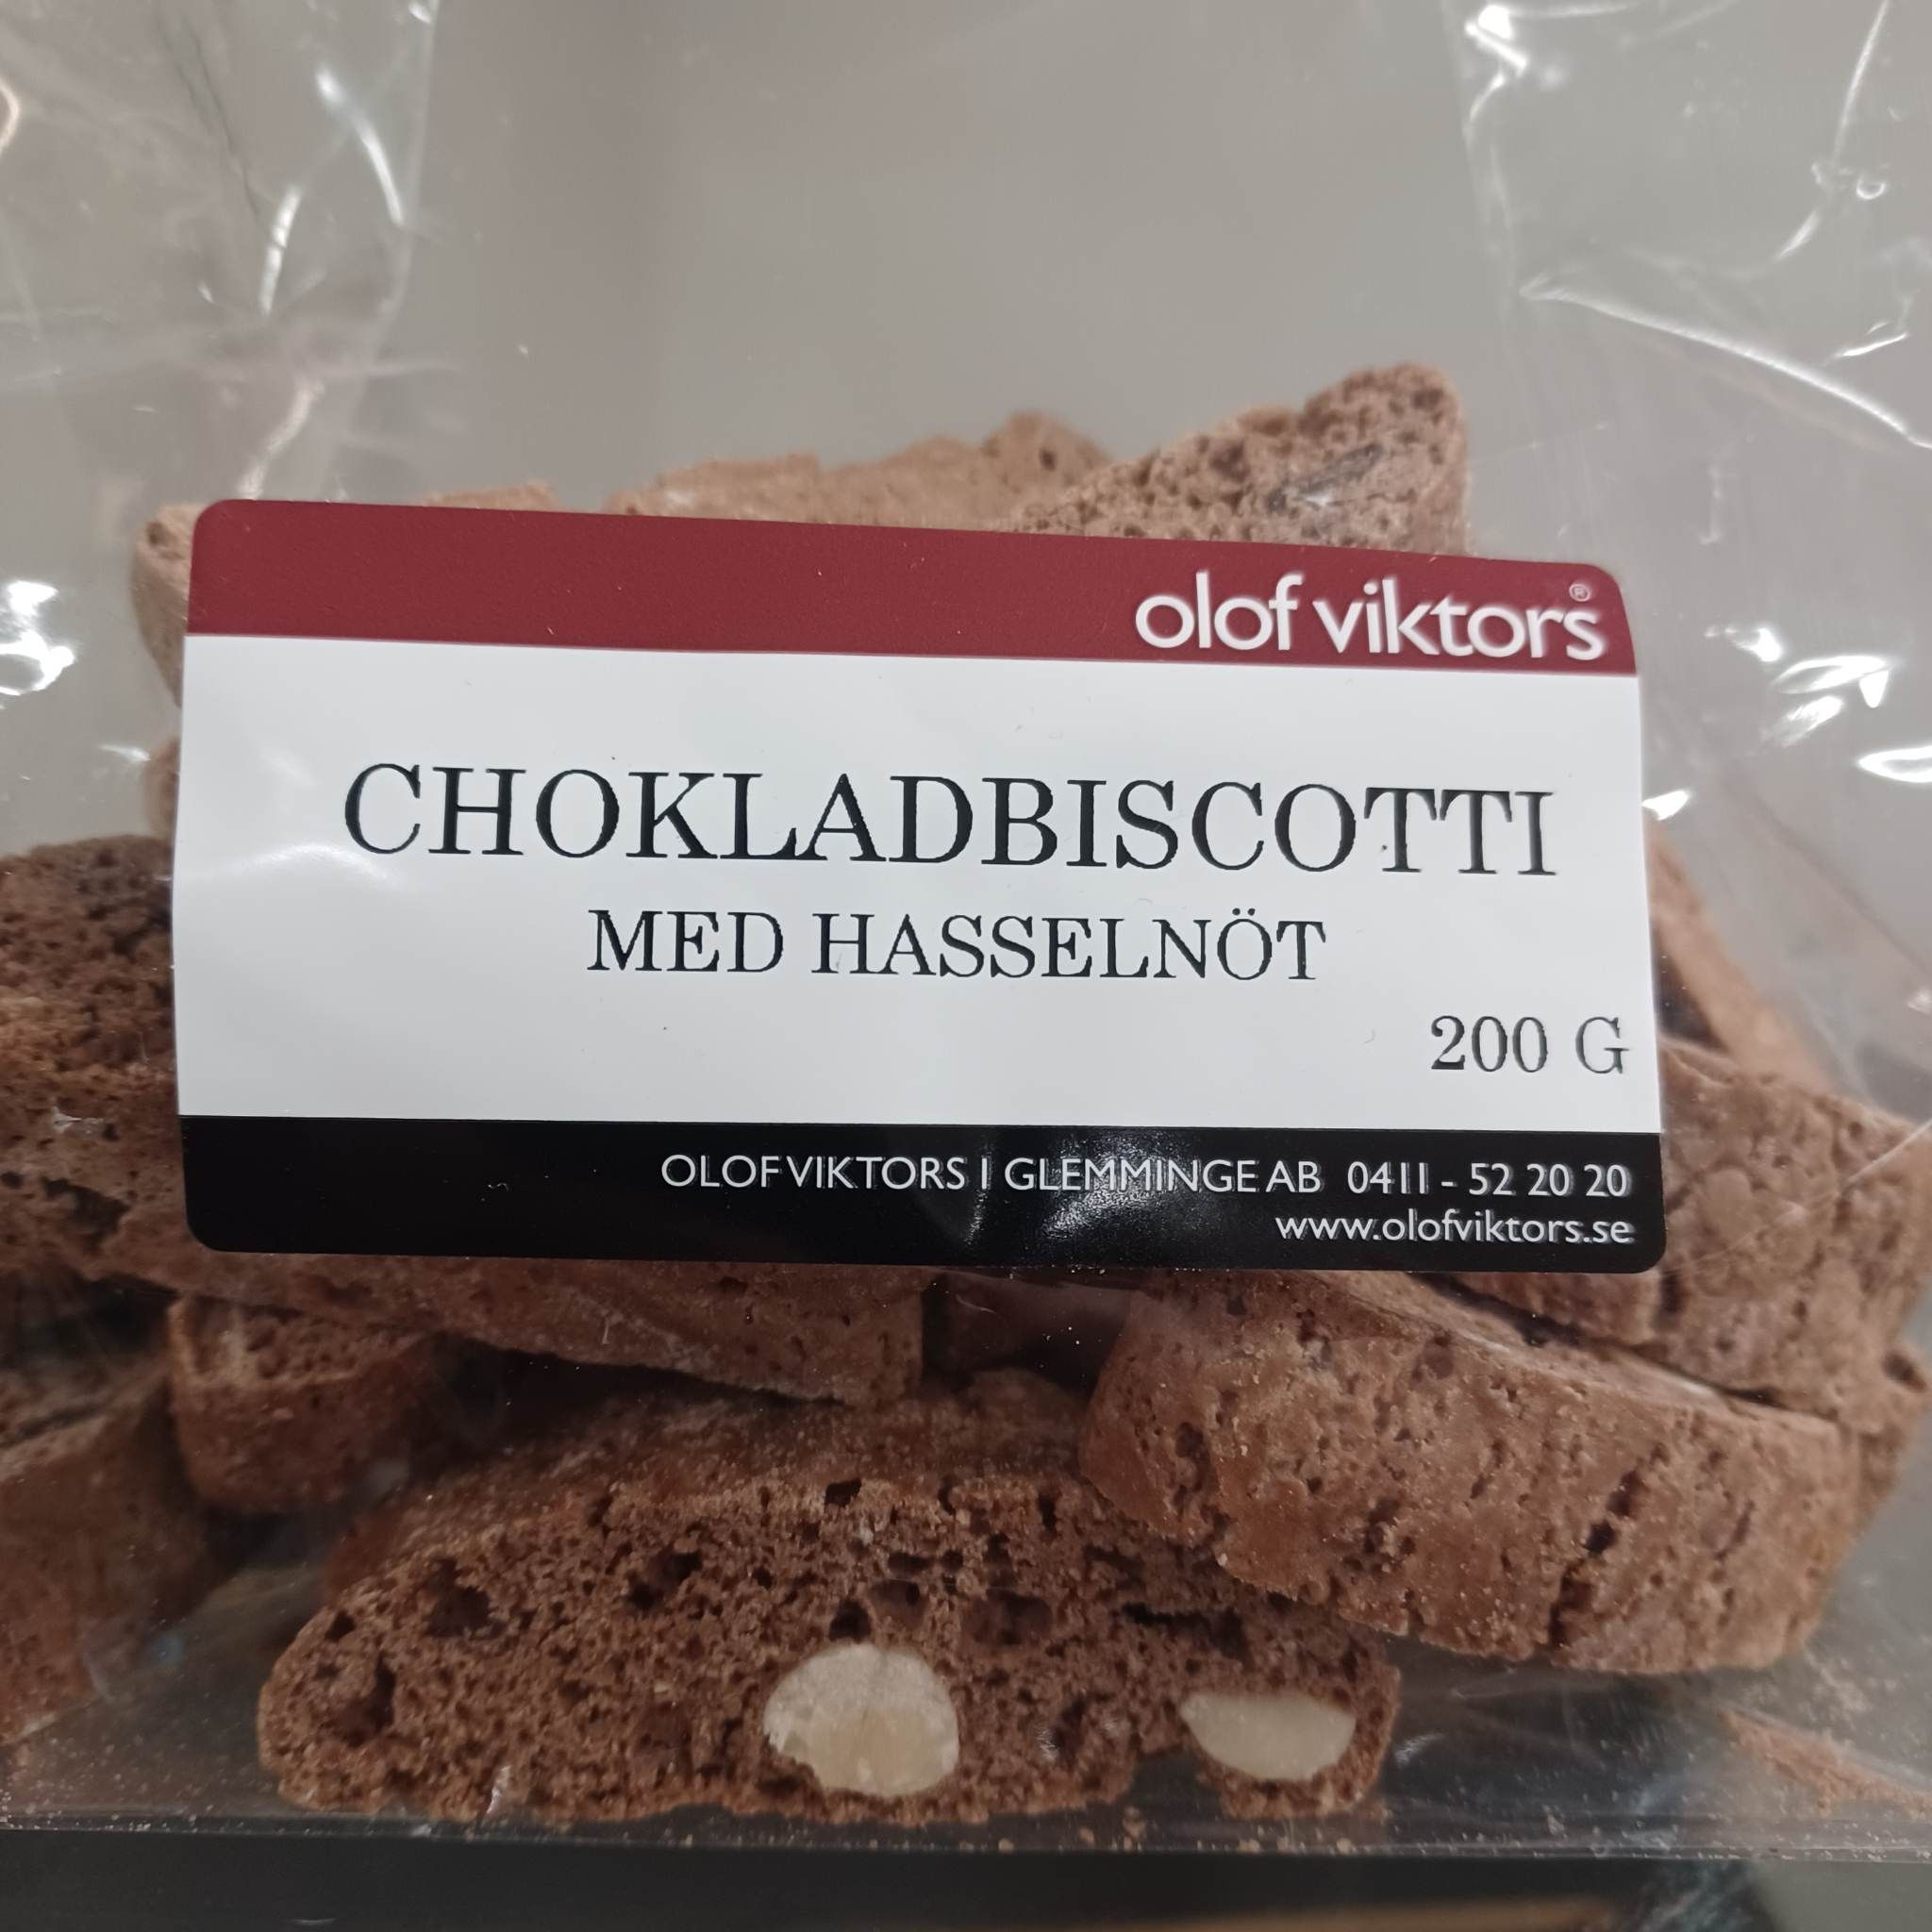 olof viktors®
CHOKLADBISCOTTI
MED HASSELNÖT
200 G
OLOF VIKTORS I GLEMMINGE AB 0411 - 52 20 20
www.olofviktors.se